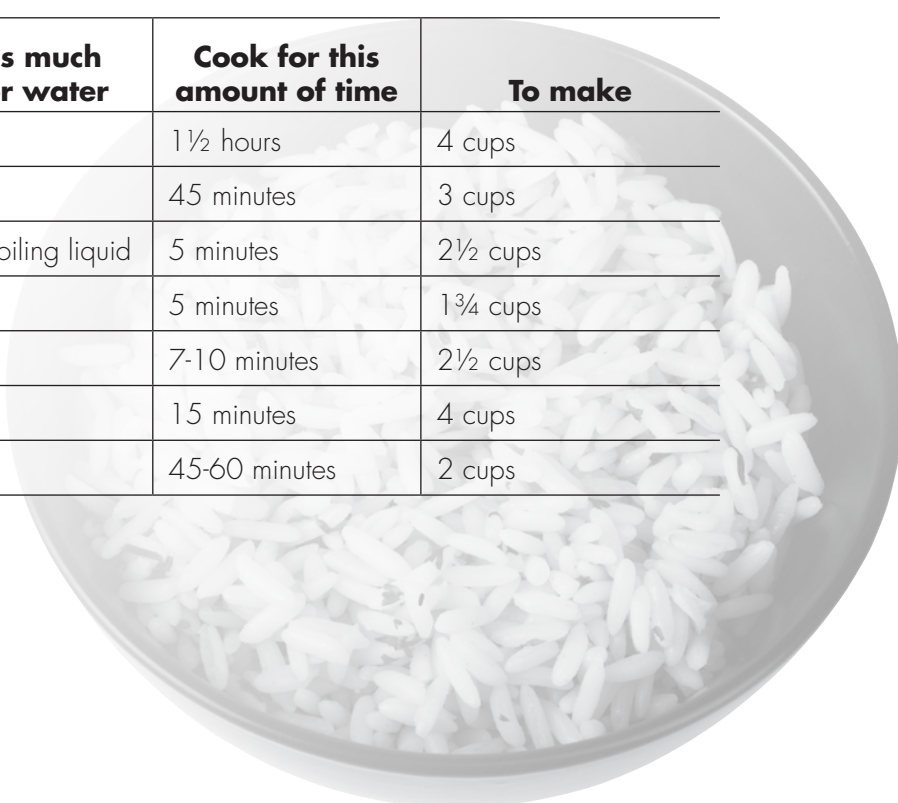 s much Cook for this
r water amount of time To make
1½ hours 4 cups
45 minutes 3 cups
oiling liquid 5 minutes 2½ cups
5 minutes 1¾ cups
7-10 minutes 2½ cups
15 minutes 4 cups
45-60 minutes 2 cups